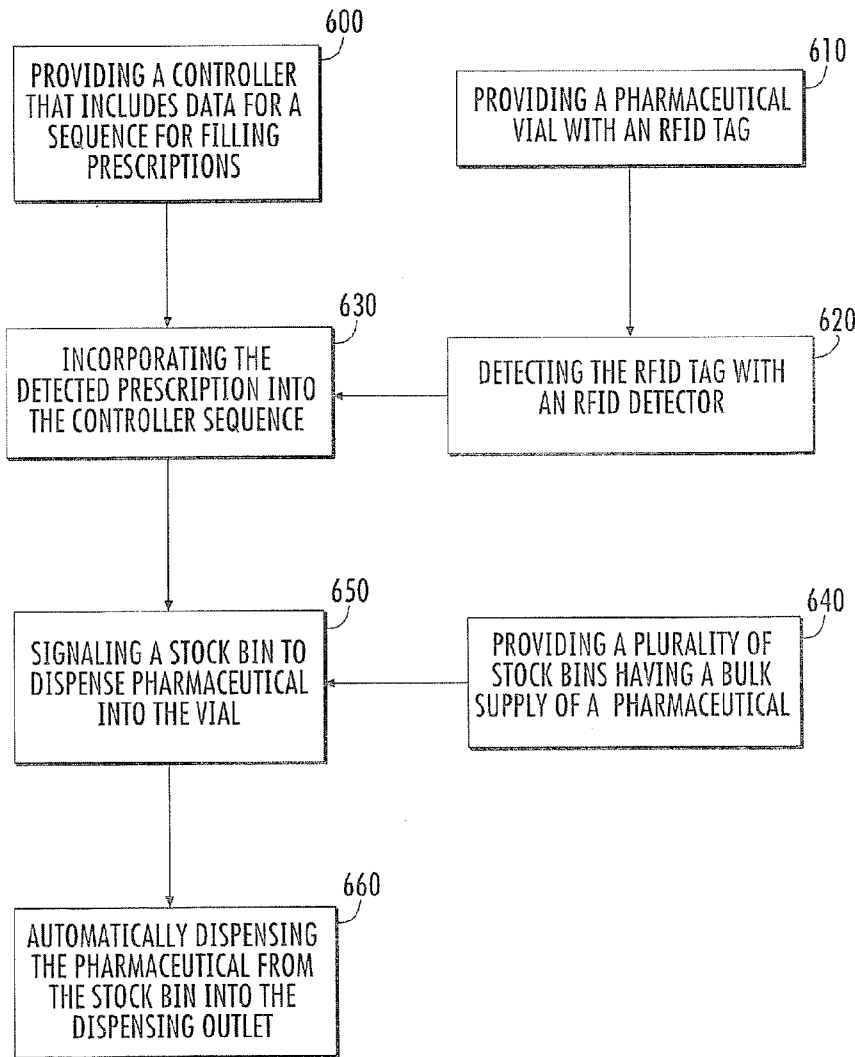 600
PROVIDING A CONTROLLER
THAT INCLUDES DATA FOR A
SEQUENCE FOR FILLING
PRESCRIPTIONS
610
PROVIDING A PHARMACEUTICAL
VIAL WITH AN RFID TAG
630
INCORPORATING THE
DETECTED PRESCRIPTION INTO
THE CONTROLLER SEQUENCE
620
DETECTING THE RFID TAG WITH
AN RFID DETECTOR
650
SIGNALING A STOCK BIN TO
DISPENSE PHARMACEUTICAL
INTO THE VIAL
640
PROVIDING A PLURALITY OF
STOCK BINS HAVING A BULK
SUPPLY OF A PHARMACEUTICAL
660
AUTOMATICALLY DISPENSING
THE PHARMACEUTICAL FROM
THE STOCK BIN INTO THE
DISPENSING OUTLET